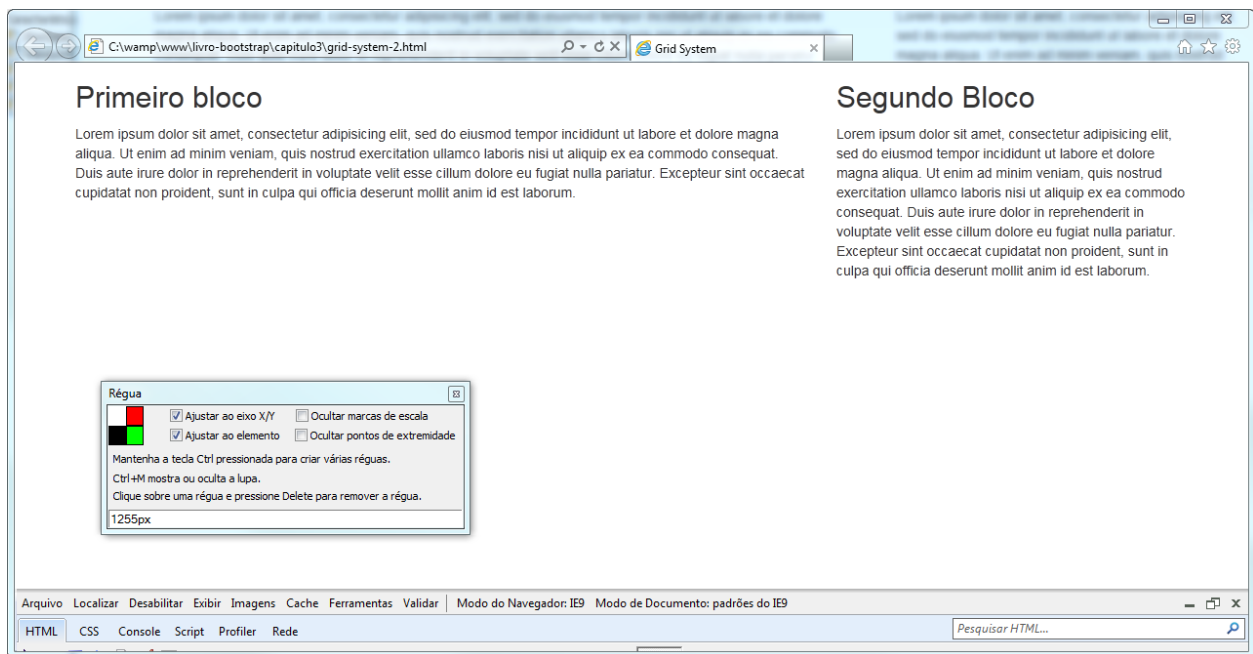 C:\wamp\www\livro-bootstrap\capitulo3\grid-system-2.html
Grid System
Primeiro bloco
Lorem ipsum dolor sit amet, consectetur adipisicing elit, sed do eiusmod tempor incididunt ut labore et dolore magna
aliqua. Ut enim ad minim veniam, quis nostrud exercitation ullamco laboris nisi ut aliquip ex ea commodo consequat.
Duis aute irure dolor in reprehenderit in voluptate velit esse cillum dolore eu fugiat nulla pariatur. Excepteur sint occaecat
cupidatat non proident, sunt in culpa qui officia deserunt mollit anim id est laborum.
Segundo Bloco
Lorem ipsum dolor sit amet, consectetur adipisicing elit,
sed do eiusmod tempor incididunt ut labore et dolore
magna aliqua. Ut enim ad minim veniam, quis nostrud
exercitation ullamco laboris nisi ut aliquip ex ea commodo
consequat. Duis aute irure dolor in reprehenderit in
voluptate velit esse cillum dolore eu fugiat nulla pariatur.
Excepteur sint occaecat cupidatat non proident, sunt in
culpa qui officia deserunt mollit anim id est laborum.
Régua
Ajustar ao eixo X/Y Ocultar marcas de escala
Ajustar ao elemento Ocultar pontos de extremidade
Mantenha a tecla Ctrl pressionada para criar várias réguas.
Ctrl+M mostra ou oculta a lupa.
Clique sobre uma régua e pressione Delete para remover a régua.
1255px
Arquivo Localizar Desabilitar Exibir Imagens Cache Ferramentas Validar Modo do Navegador: IE9 Modo de Documento: padrões do IE9
HTML CSS Console Script Profiler Rede Pesquisar HTML...